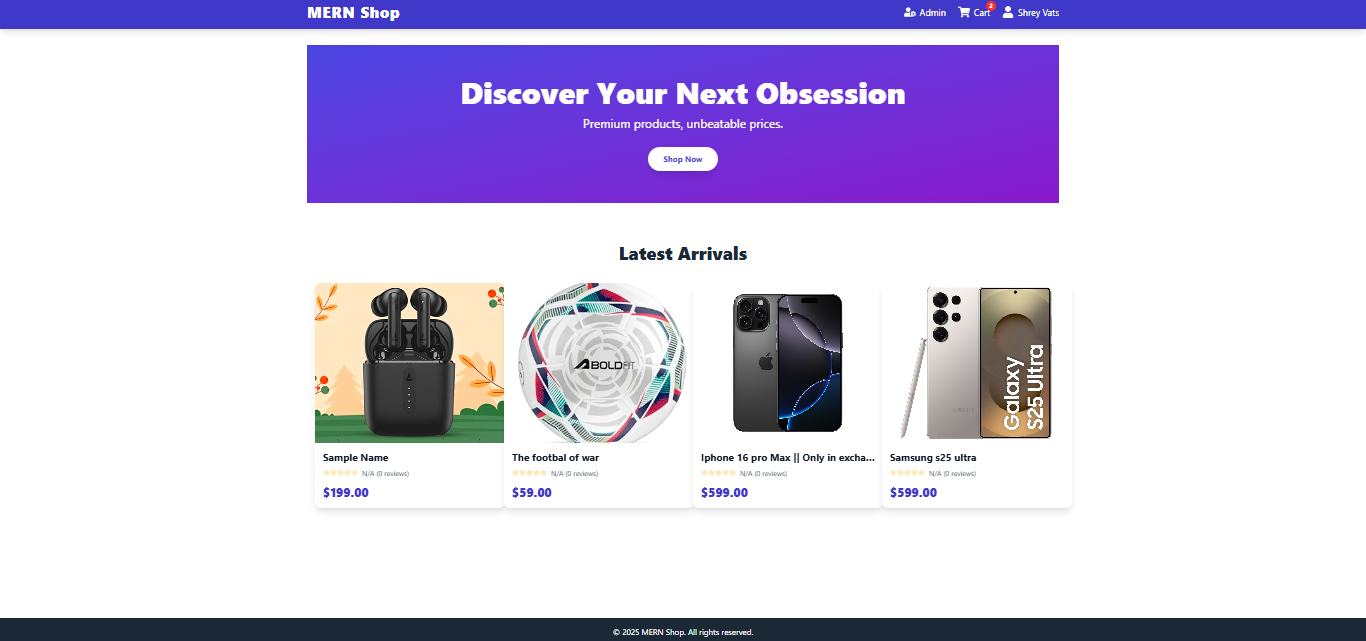 MERN Shop
Admin
Cart
2
Shrey Vats
Discover Your Next Obsession
Premium products, unbeatable prices.
Shop Now
Latest Arrivals
BOLDFIT
Galaxy
S25 Ultra
Sample Name
N/A (0 reviews)
$199.00
The footbal of war
N/A (0 reviews)
$59.00
Iphone 16 pro Max || Only in excha...
N/A (0 reviews)
$599.00
Samsung s25 ultra
N/A (0 reviews)
$599.00
© 2025 MERN Shop. All rights reserved.